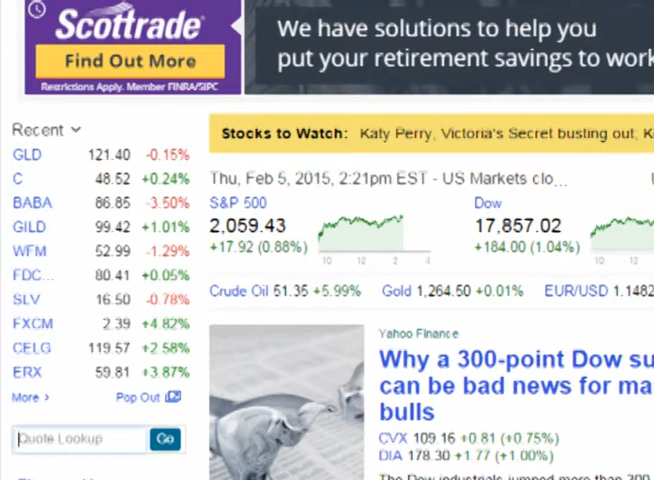 Scottrade
Find Out More
Restrictions Apply. Member FINRA/SIPC
We have solutions to help you
put your retirement savings to work
Recent
GLD 121.40 -0.15%
C 48.52 +0.24%
BABA 86.85 -3.50%
GILD 99.42 +1.01%
WFM 52.99 -1.29%
FDC... 80.41 +0.05%
SLV 16.50 -0.78%
FXCM 2.39 +4.82%
CELG 119.57 +2.58%
ERX 59.81 +3.87%
More > Pop Out
Quote Lookup Go
Stocks to Watch: Katy Perry, Victoria's Secret busting out; K
Thu, Feb 5, 2015, 2:21pm EST - US Markets clo...
S&P 500
2,059.43
+17.92 (0.88%)
10 12 2 4
Dow
17,857.02
+184.00 (1.04%)
10 12
Crude Oil 51.35 +5.99% Gold 1,264.50 +0.01% EUR/USD 1.1482
Yahoo Finance
Why a 300-point Dow su
can be bad news for ma
bulls
CVX 109.16 +0.81 (+0.75%)
DIA 178.30 +1.77 (+1.00%)
The Dow industrials jumped more than 300